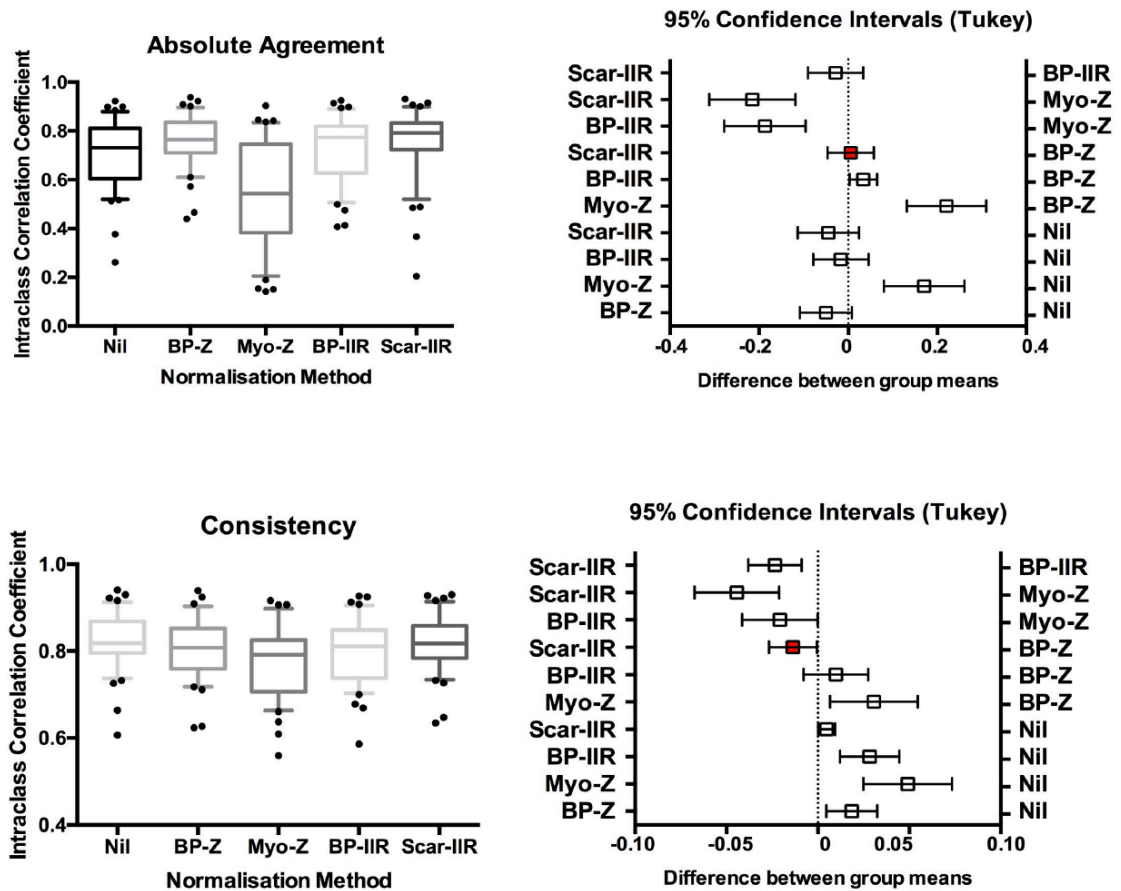 Absolute Agreement
Intraclass Correlation Coefficient
1.0
0.8
0.6
0.4
0.2
0.0
Nil BP-Z Myo-Z BP-IIR Scar-IIR
Normalisation Method
95% Confidence Intervals (Tukey)
Scar-IIR BP-IIR
Scar-IIR Myo-Z
BP-IIR Myo-Z
Scar-IIR BP-Z
BP-IIR BP-Z
Myo-Z BP-Z
Scar-IIR Nil
BP-IIR Nil
Myo-Z Nil
BP-Z Nil
-0.4 -0.2 0 0.2 0.4
Difference between group means
Consistency
Intraclass Correlation Coefficient
1.0
0.8
0.6
0.4
Nil BP-Z Myo-Z BP-IIR Scar-IIR
Normalisation Method
95% Confidence Intervals (Tukey)
Scar-IIR BP-IIR
Scar-IIR Myo-Z
BP-IIR Myo-Z
Scar-IIR BP-Z
BP-IIR BP-Z
Myo-Z BP-Z
Scar-IIR Nil
BP-IIR Nil
Myo-Z Nil
BP-Z Nil
-0.10 -0.05 0 0.05 0.10
Difference between group means